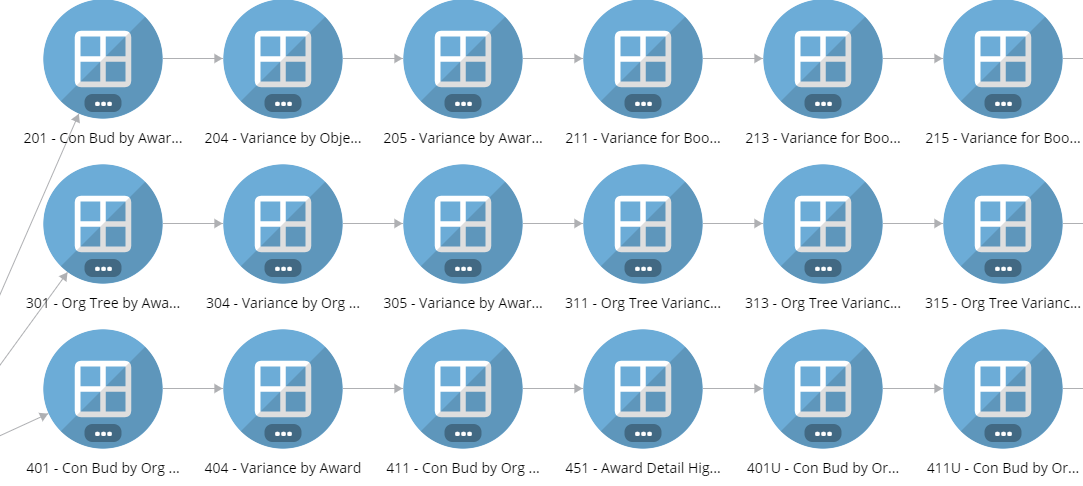 201 - Con Bud by Awar...
204 - Variance by Obje...
205 - Variance by Awar...
211 - Variance for Boo...
213 - Variance for Boo...
215 - Variance for Boo...
301 - Org Tree by Awa...
304 - Variance by Org ...
305 - Variance by Awar...
311 - Org Tree Varianc...
313 - Org Tree Varianc...
315 - Org Tree Varianc...
401 - Con Bud by Org ...
404 - Variance by Award
411 - Con Bud by Org ...
451 - Award Detail Hig...
401U - Con Bud by Or...
411U - Con Bud by Or...